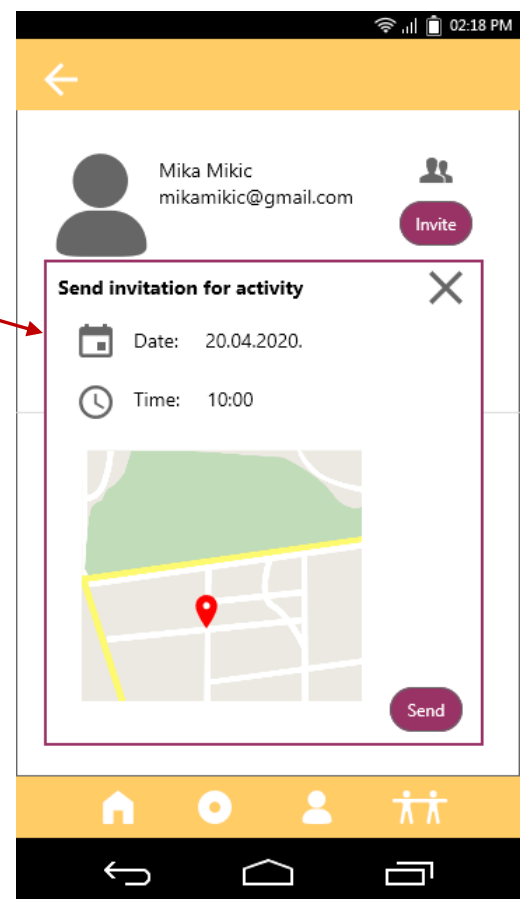 02:18 PM
Mika Mikic
mikamikic@gmail.com
Invite
Send invitation for activity
Date: 20.04.2020.
Time: 10:00
Send